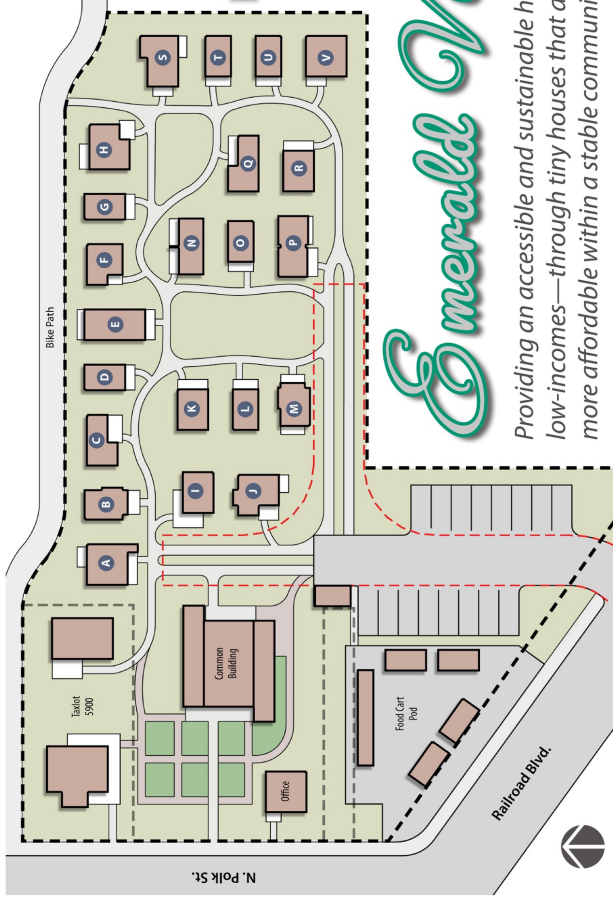 Emerald V
Providing an accessible and sustainable h
low-incomes—through tiny houses that a
more affordable within a stable communi
Bike Path
A
B
C
D
E
F
G
H
I
J
K
L
M
N
O
P
Q
R
S
T
U
V
Taxlot
5900
Common
Building
Office
Food Cart
Pod
N. Polk St.
Railroad Blvd.